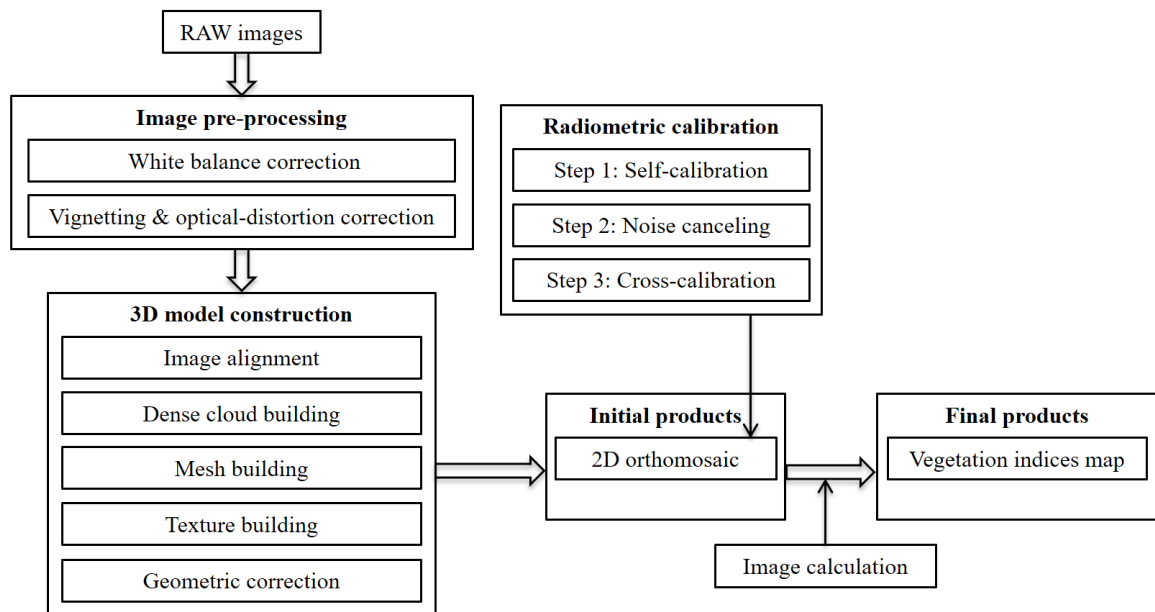 RAW images
Image pre-processing
White balance correction
Vignetting & optical-distortion correction
3D model construction
Image alignment
Dense cloud building
Mesh building
Texture building
Geometric correction
Radiometric calibration
Step 1: Self-calibration
Step 2: Noise canceling
Step 3: Cross-calibration
Initial products
2D orthomosaic
Image calculation
Final products
Vegetation indices map